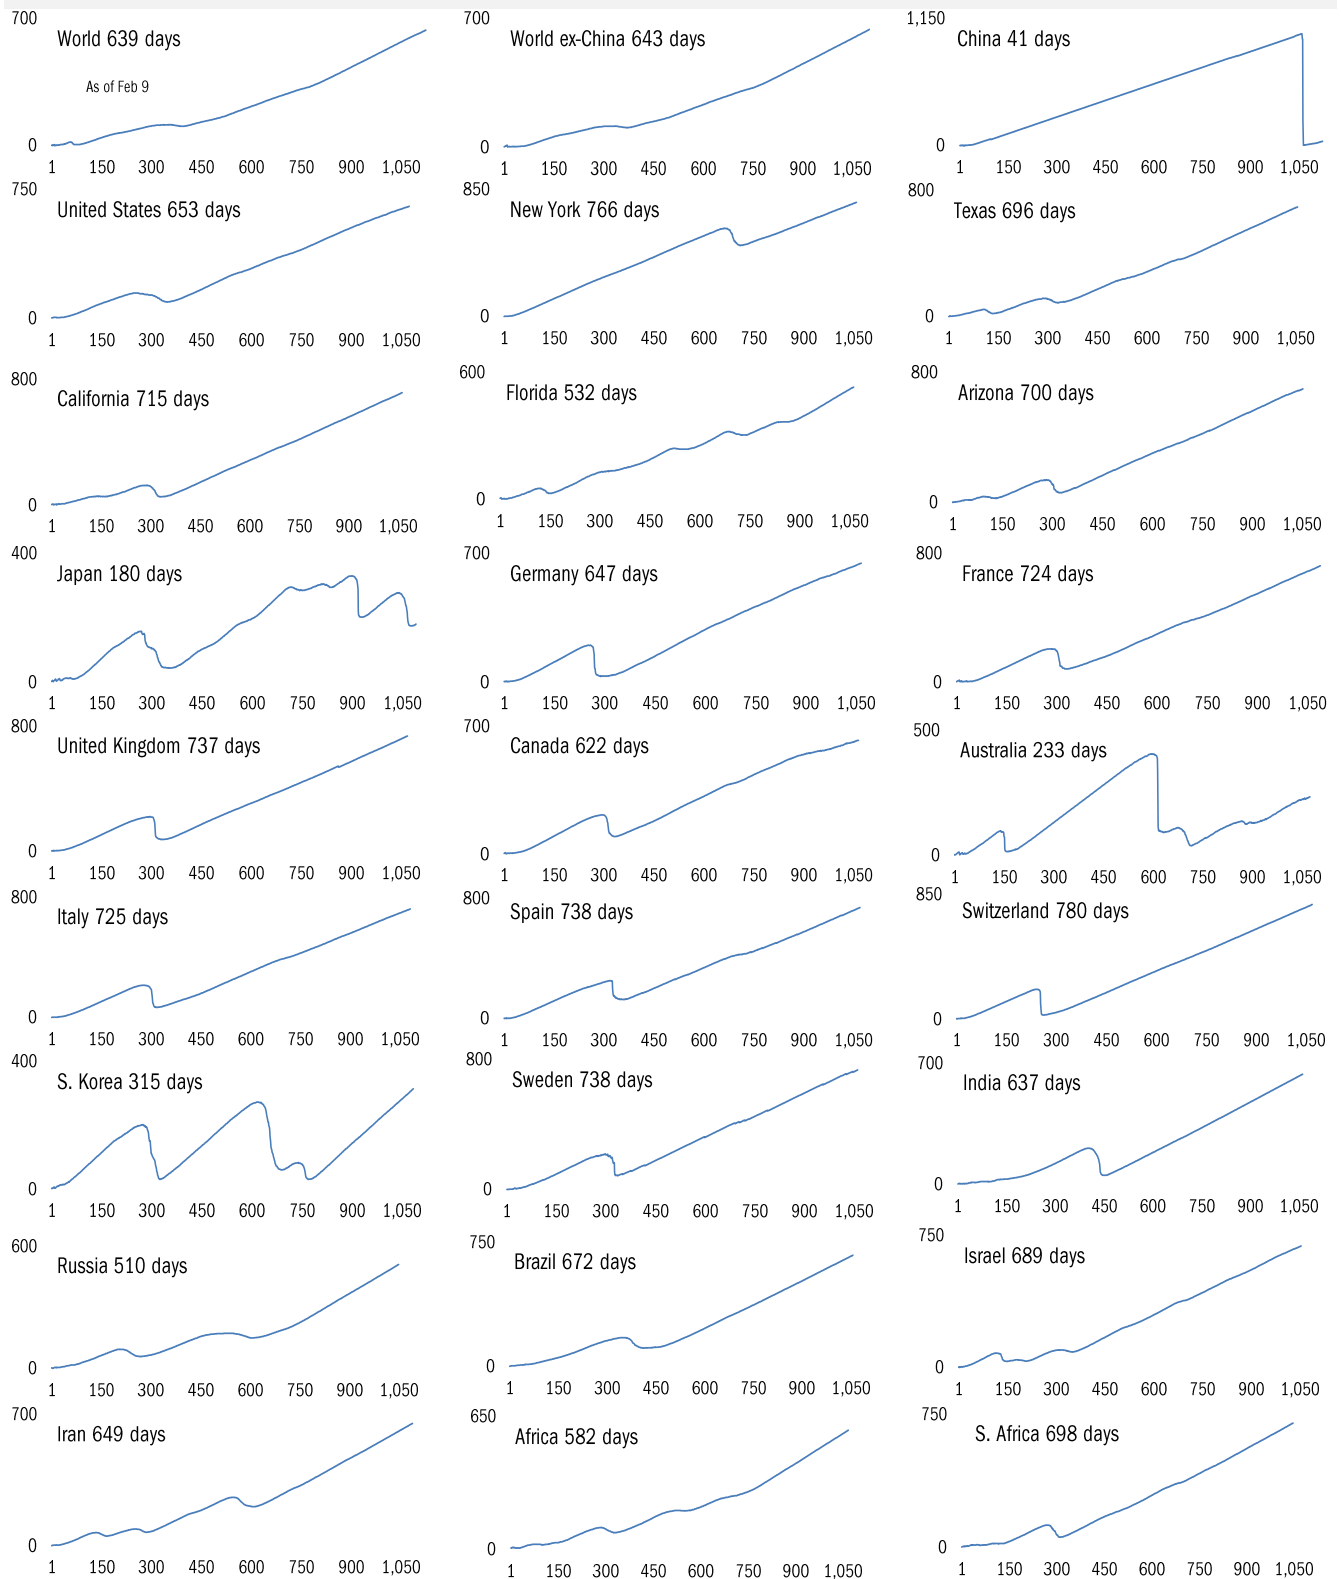 700
World 639 days
As of Feb 9
0
1 150 300 450 600 750 900 1,050
700
World ex-China 643 days
0
1 150 300 450 600 750 900 1,050
1,150
China 41 days
0
1 150 300 450 600 750 900 1,050
750
United States 653 days
0
1 150 300 450 600 750 900 1,050
850
New York 766 days
0
1 150 300 450 600 750 900 1,050
800
Texas 696 days
0
1 150 300 450 600 750 900 1,050
800
California 715 days
0
1 150 300 450 600 750 900 1,050
600
Florida 532 days
0
1 150 300 450 600 750 900 1,050
800
Arizona 700 days
0
1 150 300 450 600 750 900 1,050
400
Japan 180 days
0
1 150 300 450 600 750 900 1,050
700
Germany 647 days
0
1 150 300 450 600 750 900 1,050
800
France 724 days
0
1 150 300 450 600 750 900 1,050
800
United Kingdom 737 days
0
1 150 300 450 600 750 900 1,050
700
Canada 622 days
0
1 150 300 450 600 750 900 1,050
500
Australia 233 days
0
1 150 300 450 600 750 900 1,050
800
Italy 725 days
0
1 150 300 450 600 750 900 1,050
800
Spain 738 days
0
1 150 300 450 600 750 900 1,050
850
Switzerland 780 days
0
1 150 300 450 600 750 900 1,050
400
S. Korea 315 days
0
1 150 300 450 600 750 900 1,050
800
Sweden 738 days
0
1 150 300 450 600 750 900 1,050
700
India 637 days
0
1 150 300 450 600 750 900 1,050
600
Russia 510 days
0
1 150 300 450 600 750 900 1,050
750
Brazil 672 days
0
1 150 300 450 600 750 900 1,050
750
Israel 689 days
0
1 150 300 450 600 750 900 1,050
700
Iran 649 days
0
1 150 300 450 600 750 900 1,050
650
Africa 582 days
0
1 150 300 450 600 750 900 1,050
750
S. Africa 698 days
0
1 150 300 450 600 750 900 1,050